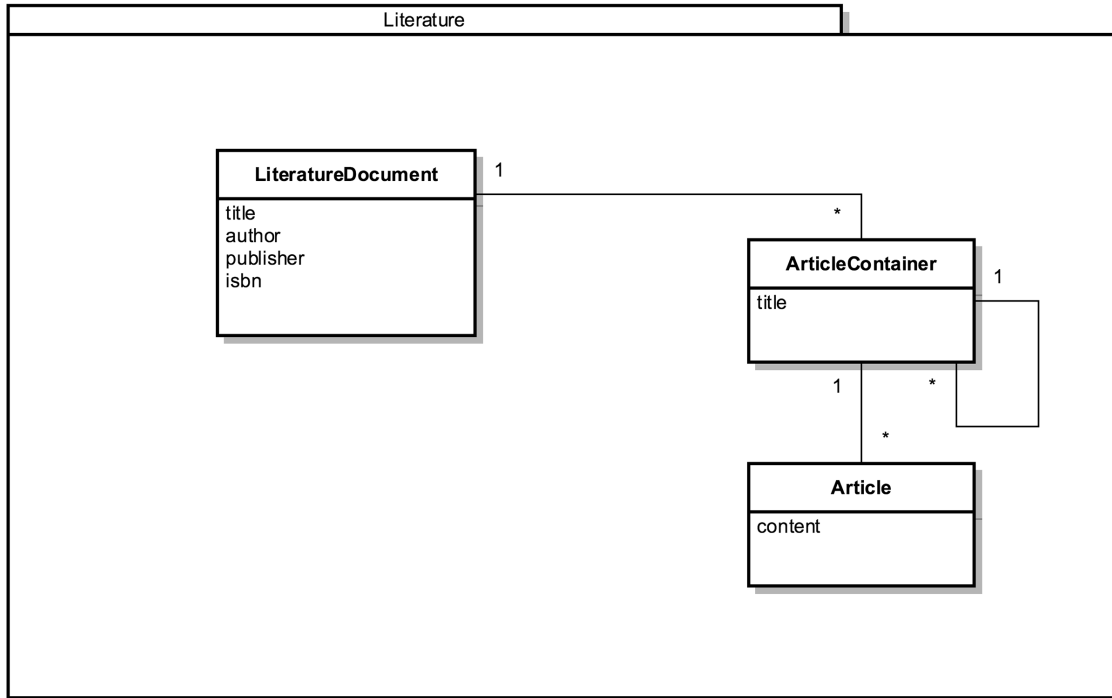 Literature
LiteratureDocument
title
author
publisher
isbn
1
*
ArticleContainer
title
1
1
*
*
Article
content